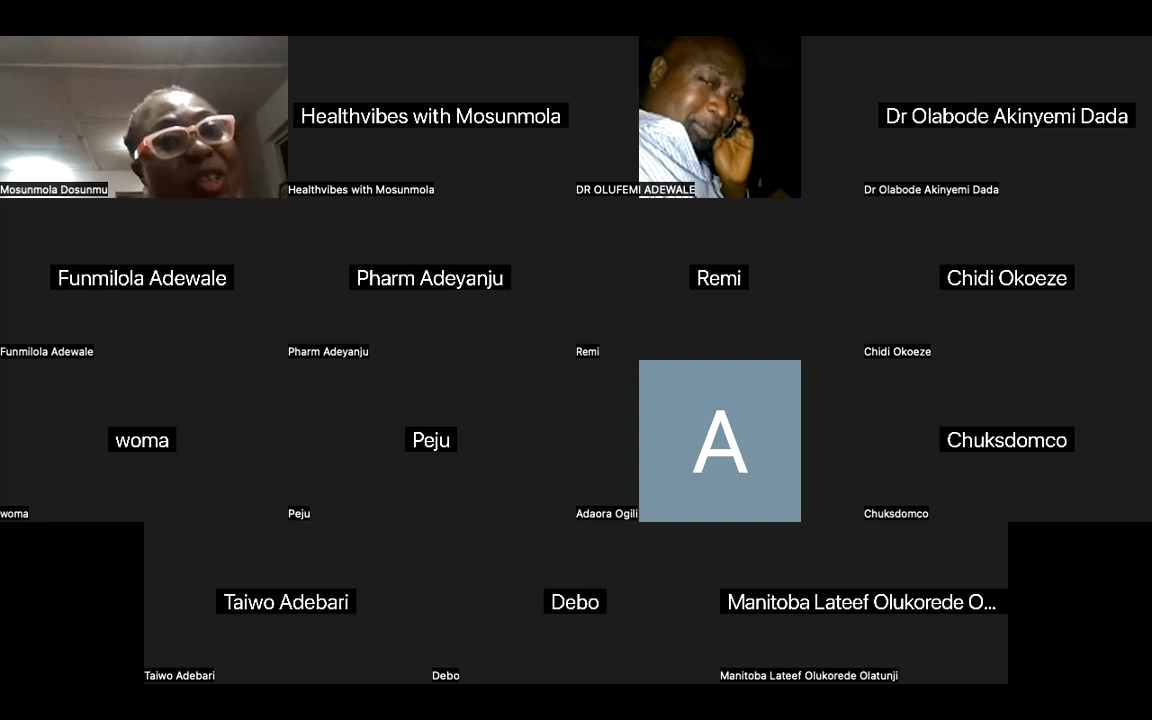 Healthvibes with Mosunmola
Dr Olabode Akinyemi Dada
Mosunmola Dosunmu
Healthvibes with Mosunmola
DR OLUFEMI ADEWALE
Dr Olabode Akinyemi Dada
Funmilola Adewale
Pharm Adeyanju
Remi
Chidi Okoeze
Funmilola Adewale
Pharm Adeyanju
Remi
Chidi Okoeze
woma
Peju
A
Chuksdomco
woma
Peju
Adaora Ogili
Chuksdomco
Taiwo Adebari
Debo
Manitoba Lateef Olukorede O...
Taiwo Adebari
Debo
Manitoba Lateef Olukorede Olatunji